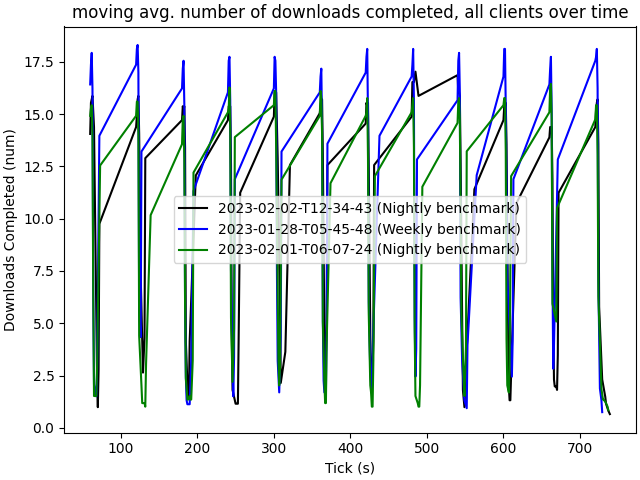 moving avg. number of downloads completed, all clients over time
Downloads Completed (num)
17.5
15.0
12.5
10.0
7.5
5.0
2.5
0.0
2023-02-02-T12-34-43 (Nightly benchmark)
2023-01-28-T05-45-48 (Weekly benchmark)
2023-02-01-T06-07-24 (Nightly benchmark)
100 200 300 400 500 600 700
Tick (s)